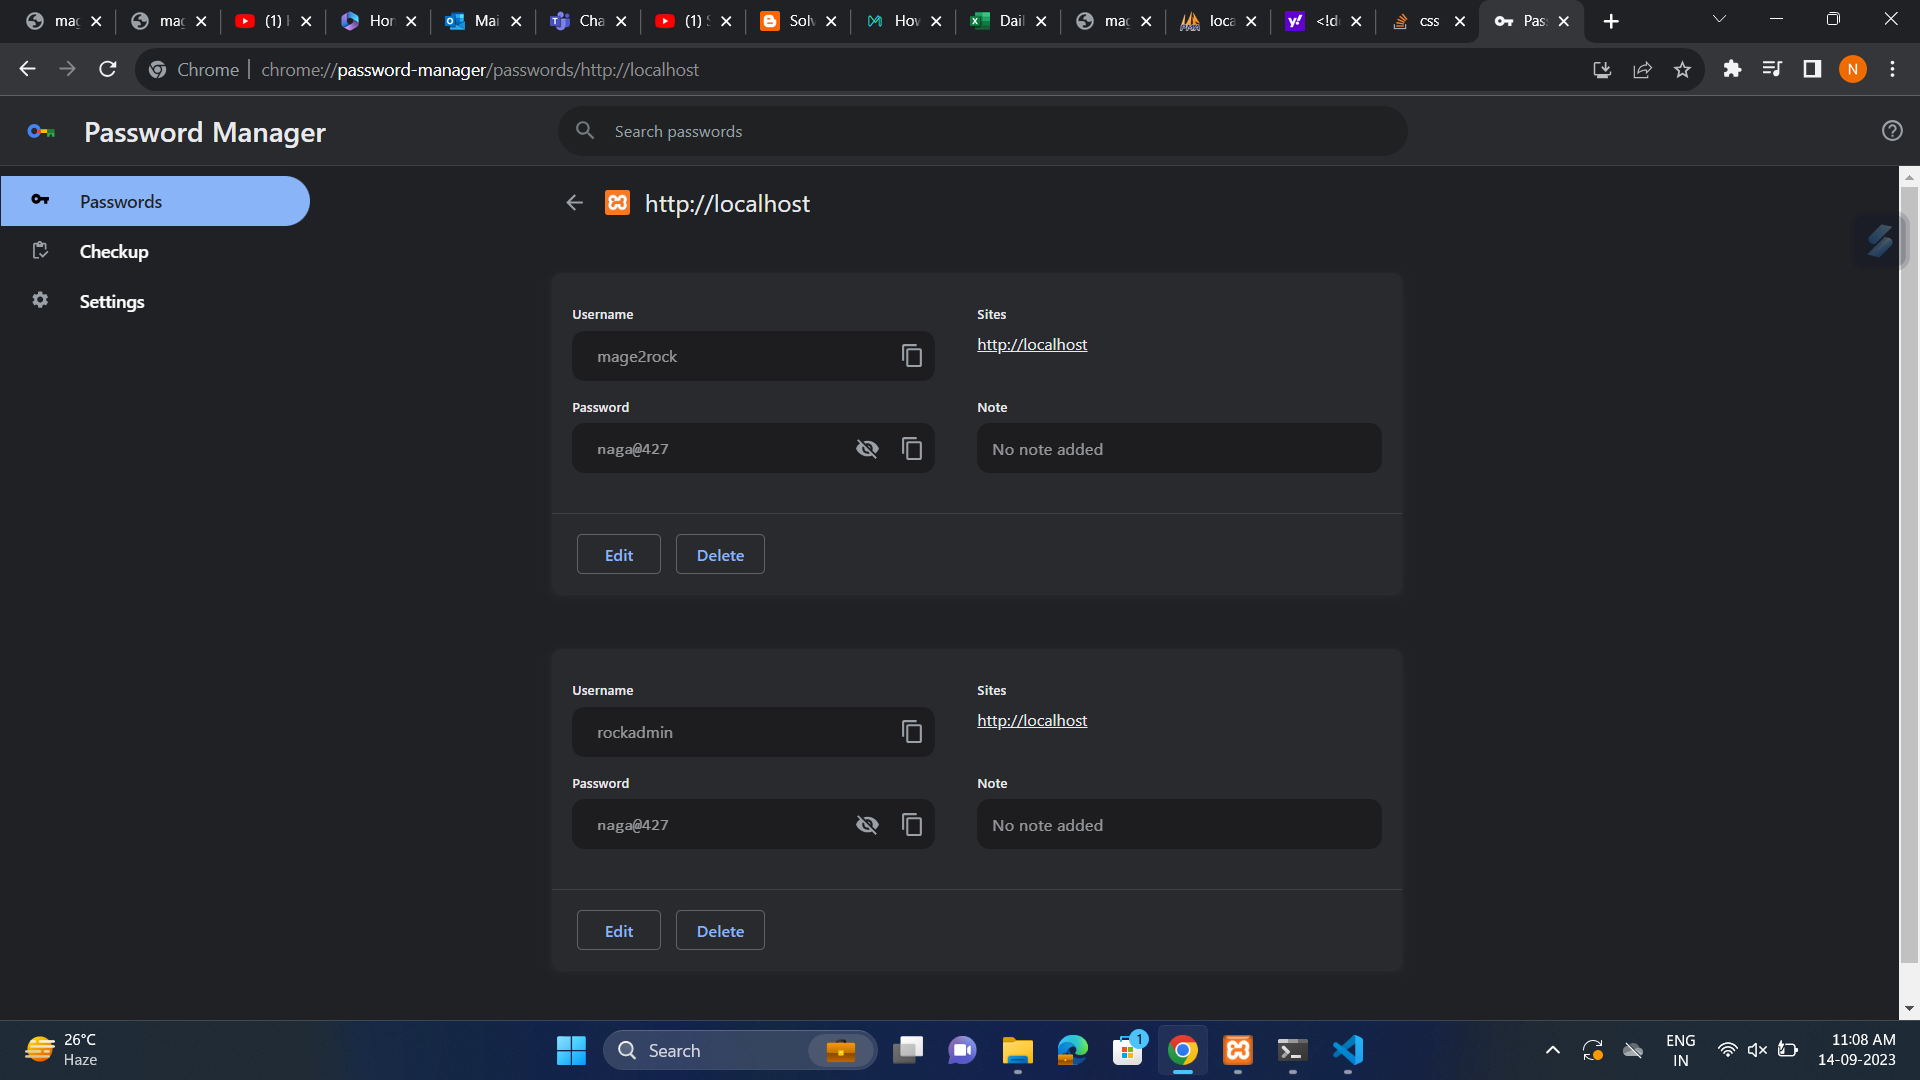 mag
mag
(1) H
Hor
Mai
Cha
(1) S
Solv
How
Dail
mag
loca
<!do
css
Pas
Chrome
chrome://password-manager/passwords/http://localhost
N
Password Manager
Search passwords
Passwords
Checkup
Settings
http://localhost
Username
Sites
mage2rock
http://localhost
Password
Note
naga@427
No note added
Edit
Delete
Username
Sites
rockadmin
http://localhost
Password
Note
naga@427
No note added
Edit
Delete
26°C
Haze
Search
1
ENG
IN
11:08 AM
14-09-2023